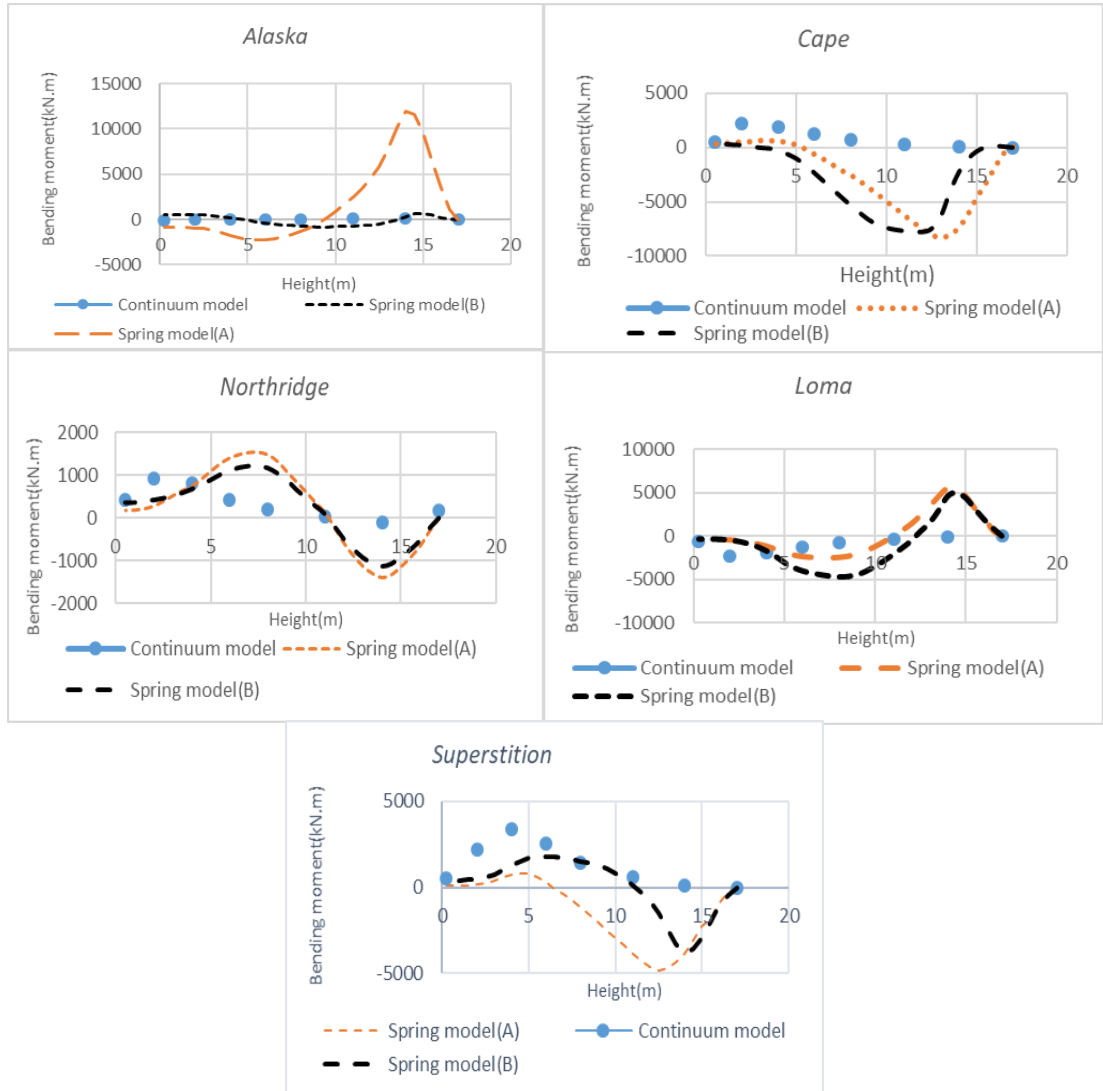 Alaska
Bending moment(kN.m)
15000
10000
5000
0
-5000
0
5
10
15
20
Height(m)
Continuum model
Spring model(B)
Spring model(A)
Cape
Bending moment(kN.m)
5000
0
-5000
-10000
0
5
10
15
20
Height(m)
Continuum model
Spring model(A)
Spring model(B)
Northridge
Bending moment(kN.m)
2000
1000
0
-1000
-2000
0
5
10
15
20
Height(m)
Continuum model
Spring model(A)
Spring model(B)
Loma
Bending moment(kN.m)
10000
5000
0
-5000
-10000
0
5
10
15
20
Height(m)
Continuum model
Spring model(A)
Spring model(B)
Superstition
Bending moment(kN.m)
5000
0
-5000
0
5
10
15
20
Height(m)
Spring model(A)
Continuum model
Spring model(B)